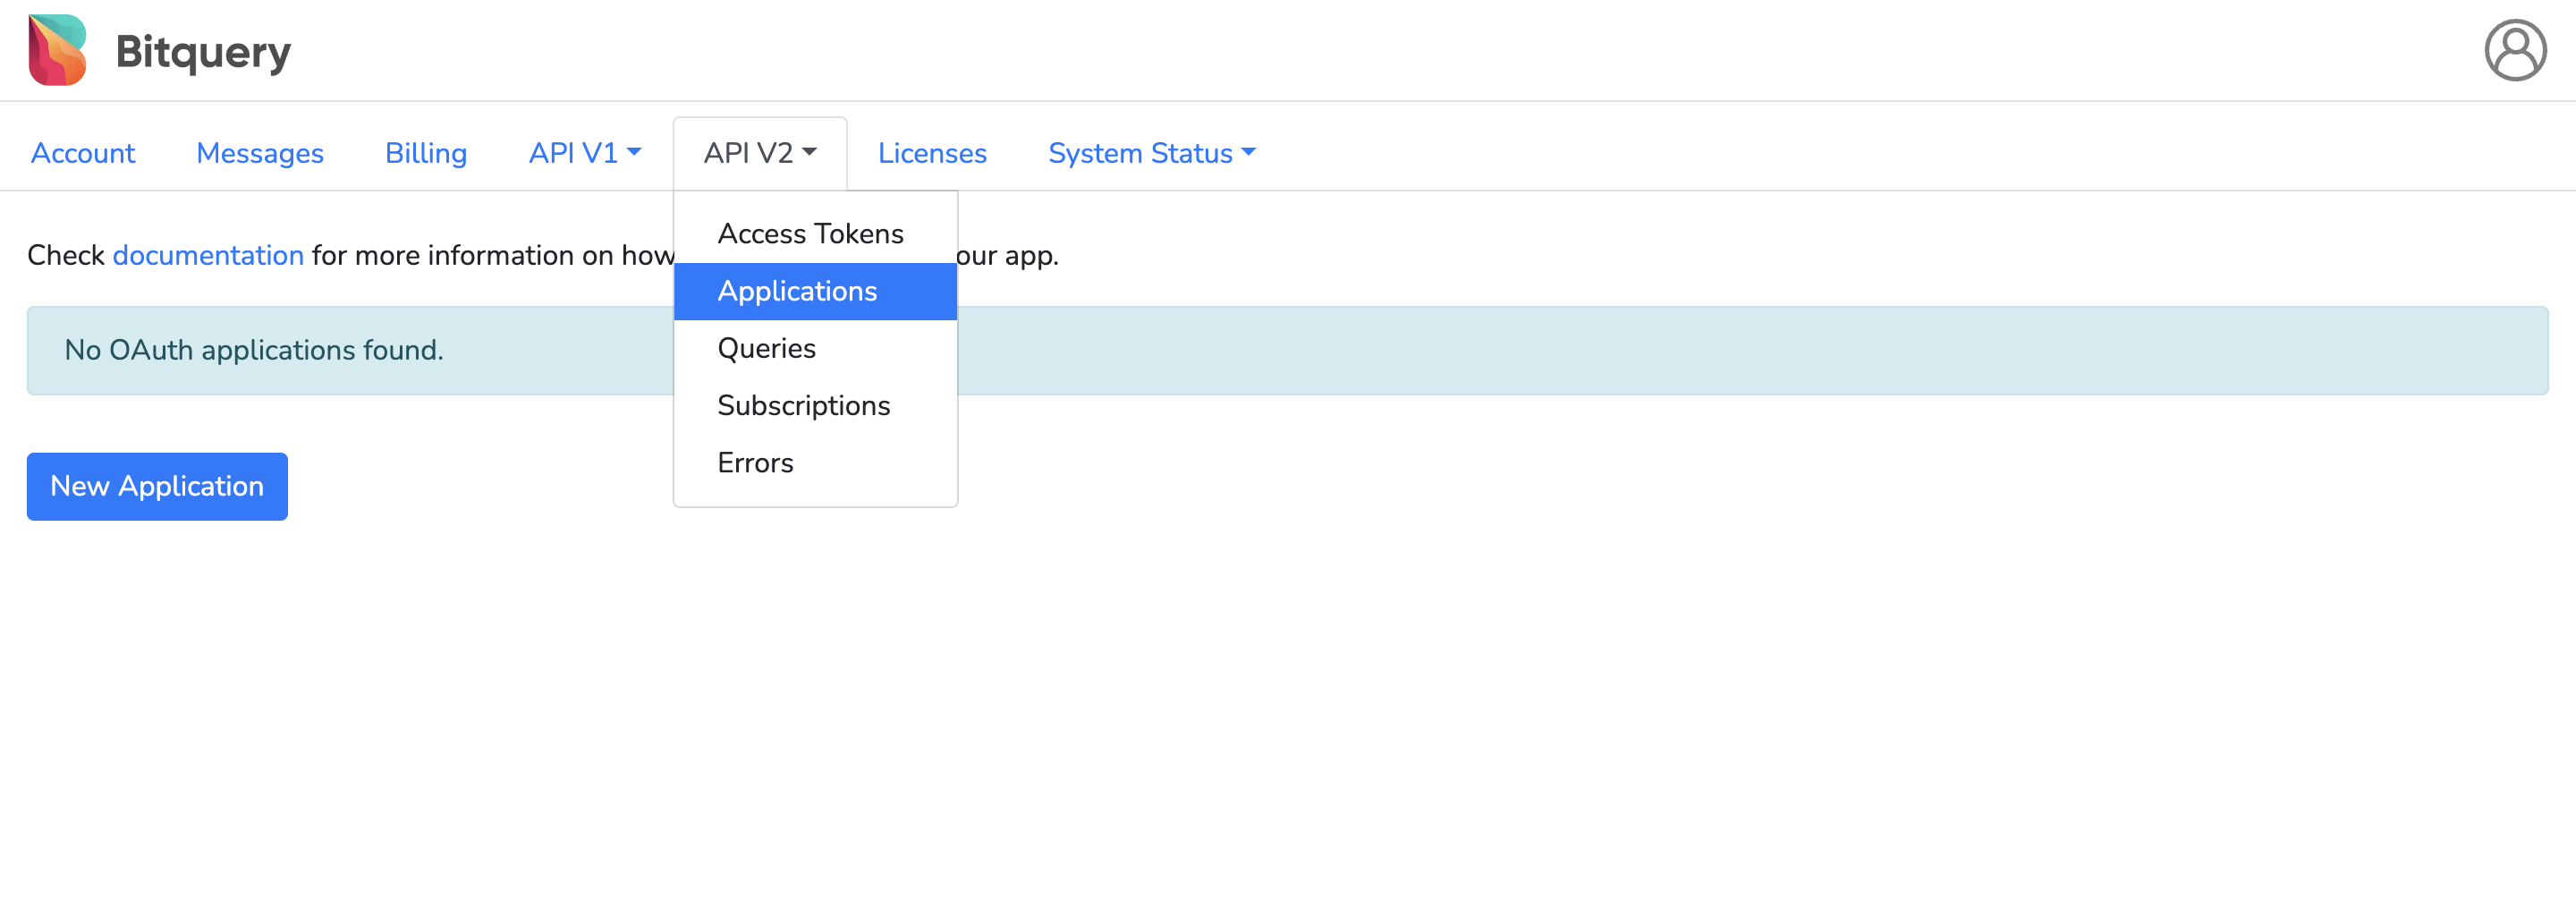 Bitquery
Account Messages Billing API V1 API V2 Licenses System Status
Access Tokens
Applications
Queries
Subscriptions
Errors
Check documentation for more information on how our app.
No OAuth applications found.
New Application